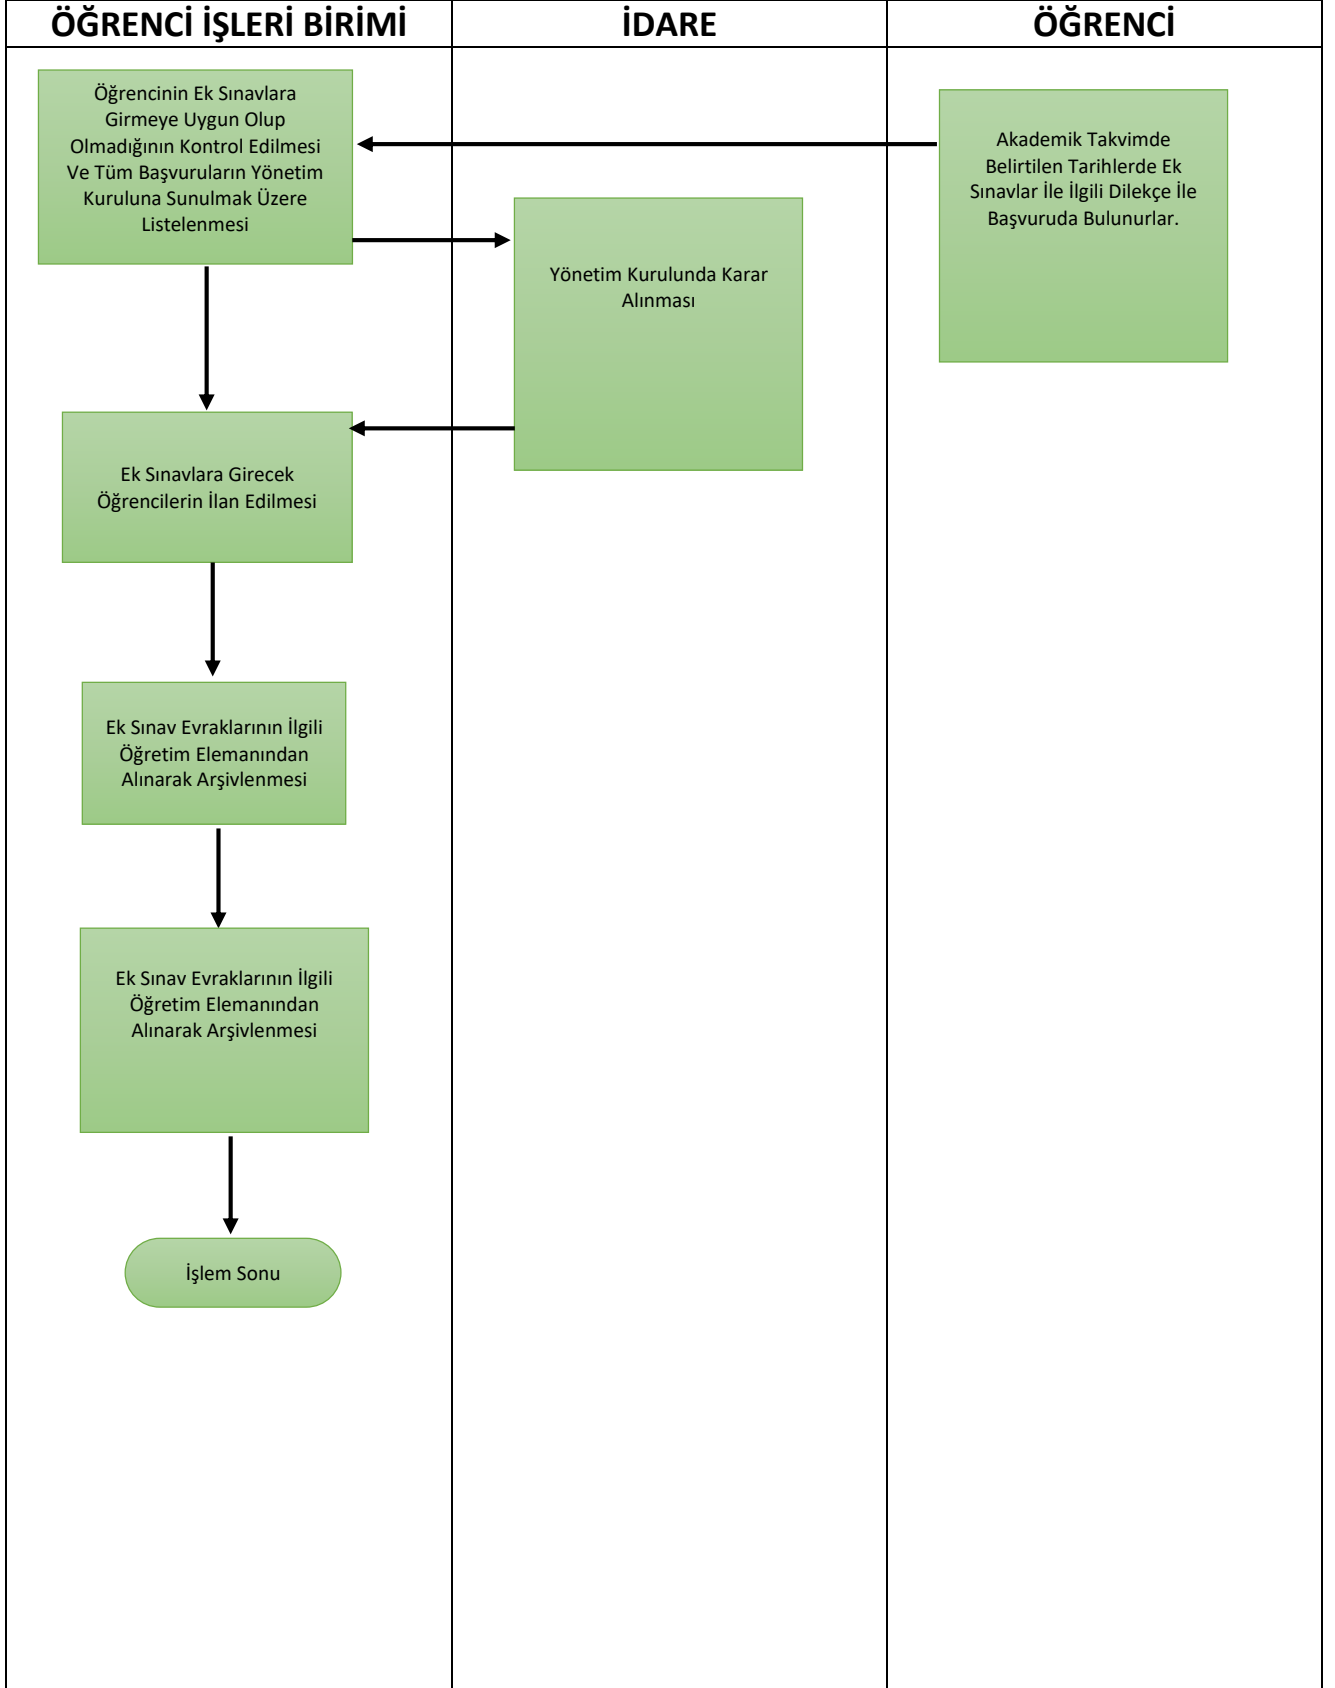 ÖĞRENCİ İŞLERİ BİRİMİ
İDARE
ÖĞRENCİ
Öğrencinin Ek Sınavlara
Girmeye Uygun Olup
Olmadığının Kontrol Edilmesi
Ve Tüm Başvuruların Yönetim
Kuruluna Sunulmak Üzere
Listelenmesi
Akademik Takvimde
Belirtilen Tarihlerde Ek
Sınavlar İle İlgili Dilekçe İle
Başvuruda Bulunurlar.
Yönetim Kurulunda Karar
Alınması
Ek Sınavlara Girecek
Öğrencilerin İlan Edilmesi
Ek Sınav Evraklarının İlgili
Öğretim Elemanından
Alınarak Arşivlenmesi
Ek Sınav Evraklarının İlgili
Öğretim Elemanından
Alınarak Arşivlenmesi
İşlem Sonu